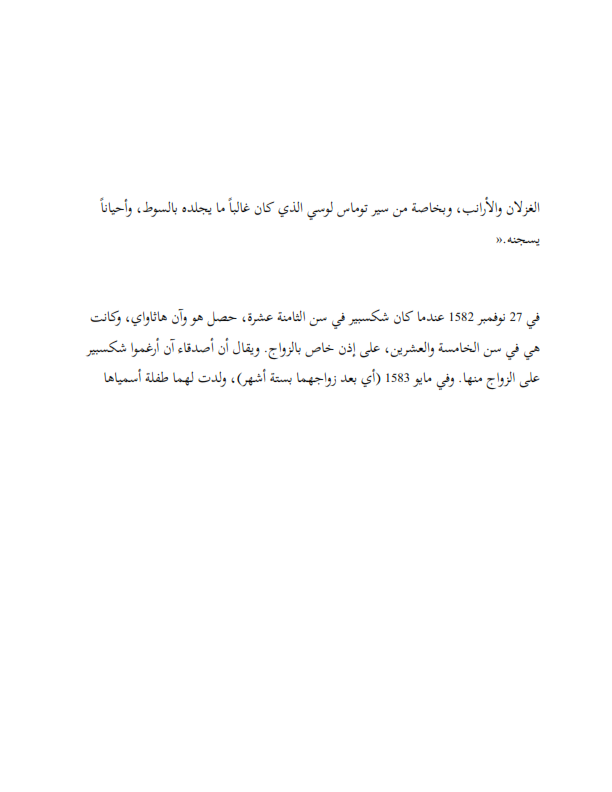 الغزلان والأرانب، وبخاصة من سير توماس لوسي الذي كان غالباً ما يجلده بالسوط، وأحياناً
يسجنه.»
في 27 نوفمبر 1582 عندما كان شكسبير في سن الثامنة عشرة، حصل هو وآن هاثاواي، وكانت
هي في سن الخامسة والعشرين، على إذن خاص بالزواج. ويقال أن أصدقاء آن أرغموا شكسبير
على الزواج منها. وفي مايو 1583 (أي بعد زواجهما بستة أشهر)، ولدت لهما طفلة أسمياها